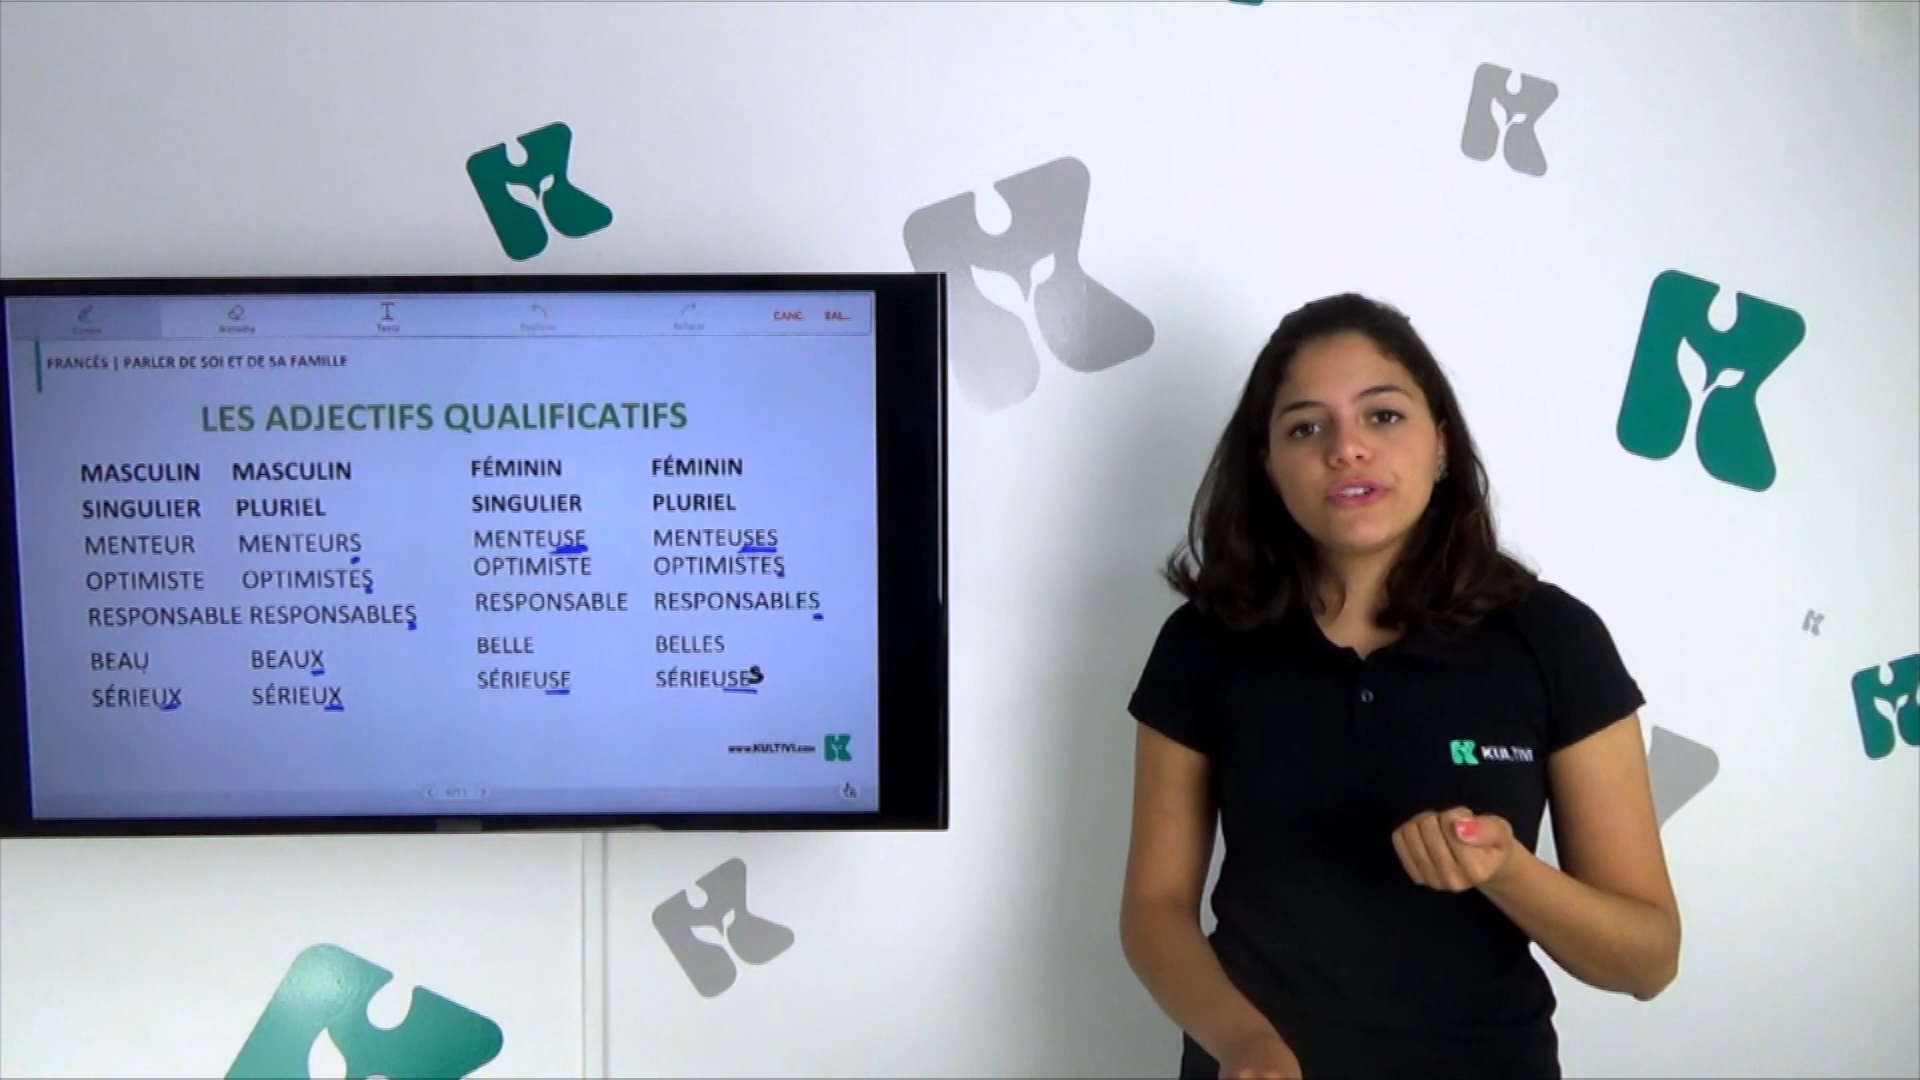 Texto
CANC.
FRANCÊS | PARLER DE SOI ET DE SA FAMILLE
LES ADJECTIFS QUALIFICATIFS
MASCULIN MASCULIN FÉMININ FÉMININ
SINGULIER PLURIEL SINGULIER PLURIEL
MENTEUR MENTEURS MENTEUSE MENTEUSES
OPTIMISTE OPTIMISTES OPTIMISTE OPTIMISTES
RESPONSABLE RESPONSABLES RESPONSABLE RESPONSABLES
BEAU BEAUX BELLE BELLES
SÉRIEUX SÉRIEUX SÉRIEUSE SÉRIEUSES
www.KULTIVI.com
KULTIVI